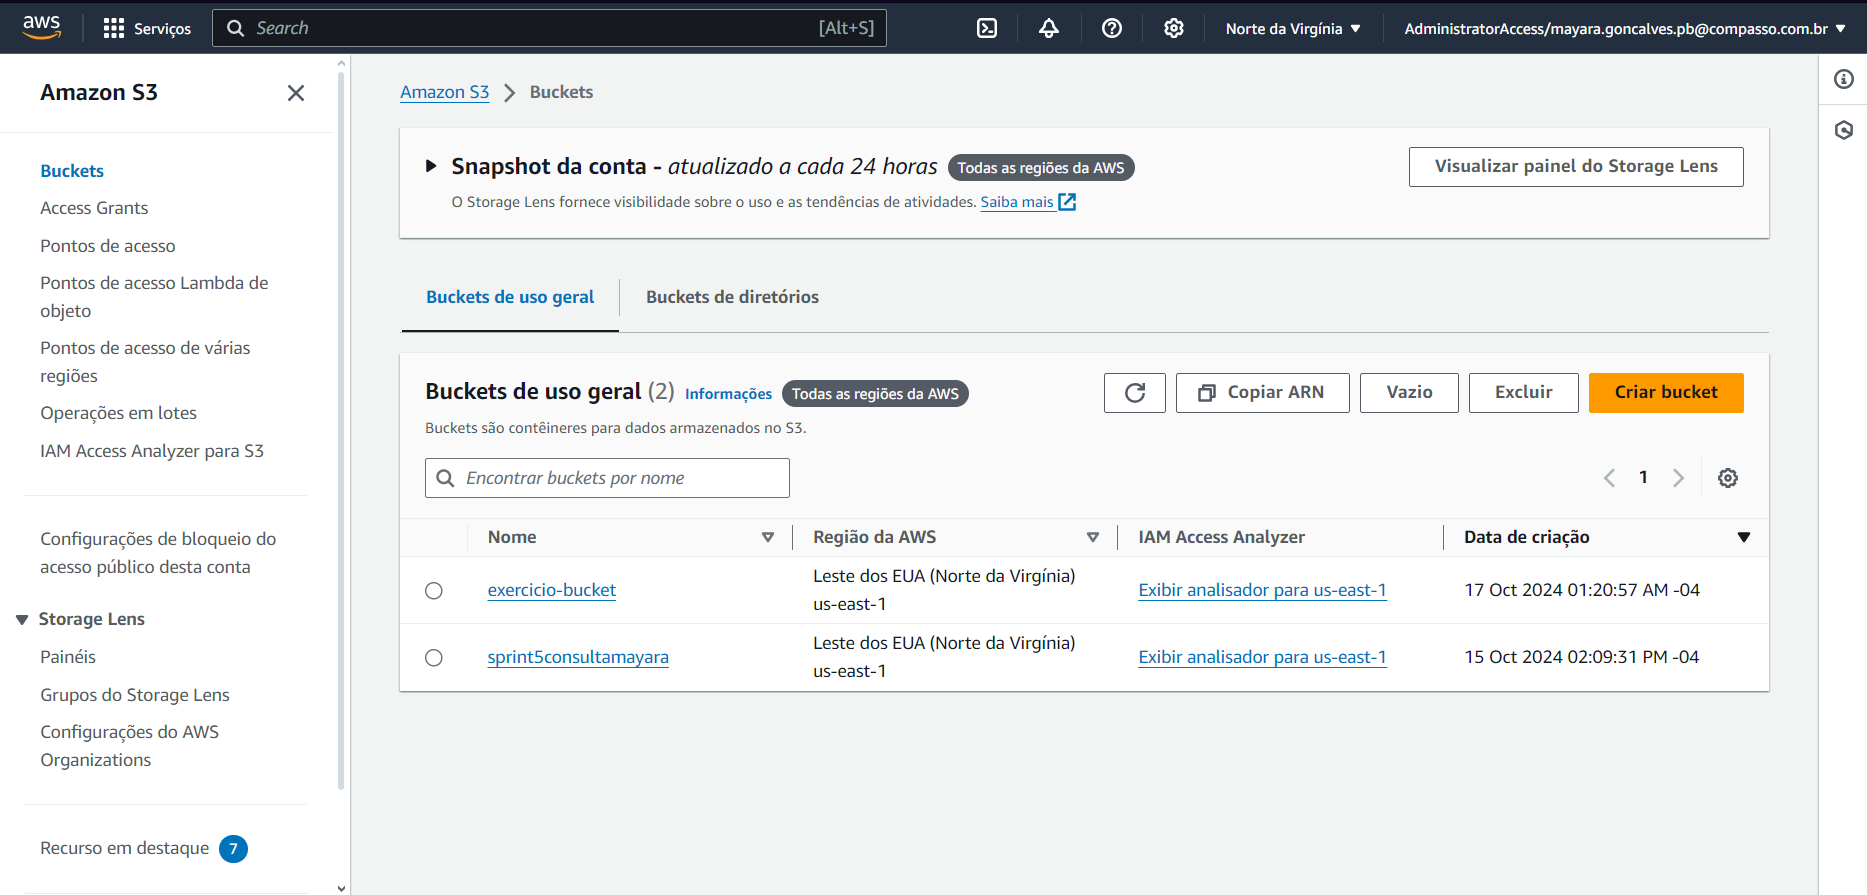 aws
Serviços
Search
[Alt+S]
Norte da Virgínia
AdministratorAccess/mayara.goncalves.pb@compasso.com.br
Amazon S3
Buckets
Access Grants
Pontos de acesso
Pontos de acesso Lambda de
objeto
Pontos de acesso de várias
regiões
Operações em lotes
IAM Access Analyzer para S3
Configurações de bloqueio do
acesso público desta conta
Storage Lens
Painéis
Grupos do Storage Lens
Configurações do AWS
Organizations
Recurso em destaque 7
Amazon S3 > Buckets
Snapshot da conta - atualizado a cada 24 horas Todas as regiões da AWS
O Storage Lens fornece visibilidade sobre o uso e as tendências de atividades. Saiba mais
Visualizar painel do Storage Lens
Buckets de uso geral
Buckets de diretórios
Buckets de uso geral (2) Informações Todas as regiões da AWS
Buckets são contêineres para dados armazenados no S3.
Copiar ARN
Vazio
Excluir
Criar bucket
Encontrar buckets por nome
1
Nome
Região da AWS
IAM Access Analyzer
Data de criação
exercicio-bucket
Leste dos EUA (Norte da Virgínia)
us-east-1
Exibir analisador para us-east-1
17 Oct 2024 01:20:57 AM -04
sprint5consultamayara
Leste dos EUA (Norte da Virgínia)
us-east-1
Exibir analisador para us-east-1
15 Oct 2024 02:09:31 PM -04